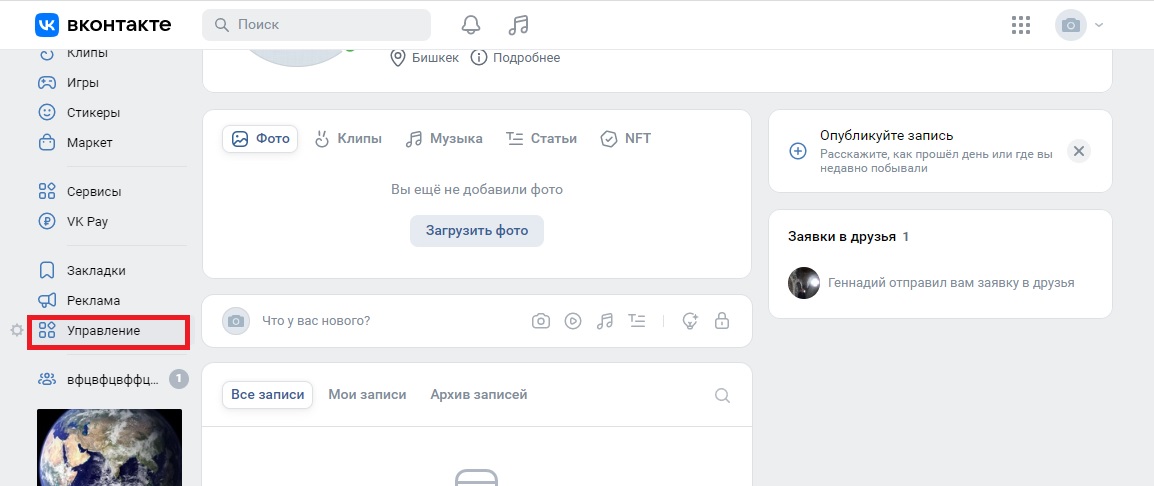 вконтакте
Поиск
Клипы
Игры
Стикеры
Маркет
Сервисы
VK Pay
Закладки
Реклама
Управление
вфцвфцвффц...
1
Бишкек
Подробнее
Фото
Клипы
Музыка
Статьи
NFT
Вы ещё не добавили фото
Загрузить фото
Что у вас нового?
Все записи
Мои записи
Архив записей
Опубликуйте запись
Расскажите, как прошёл день или где вы
недавно побывали
Заявки в друзья 1
Геннадий отправил вам заявку в друзья